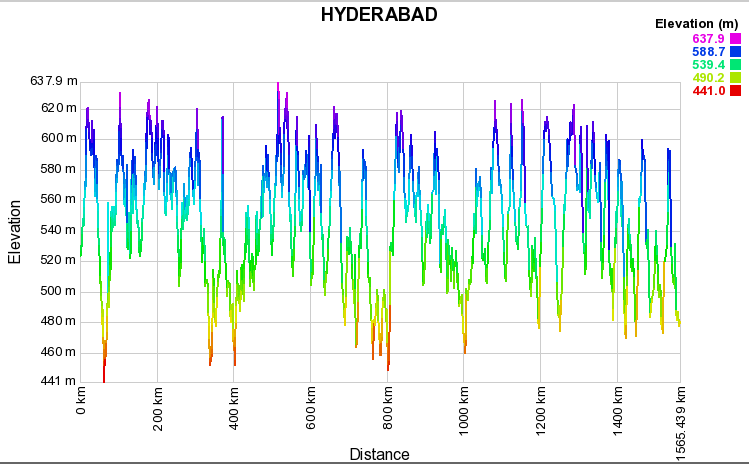 HYDERABAD
Elevation (m)
637.9
588.7
539.4
490.2
441.0
637.9 m
620 m
600 m
580 m
560 m
540 m
520 m
500 m
480 m
460 m
441 m
Elevation
0 km
200 km
400 km
600 km
800 km
1000 km
1200 km
1400 km
1565.439 km
Distance